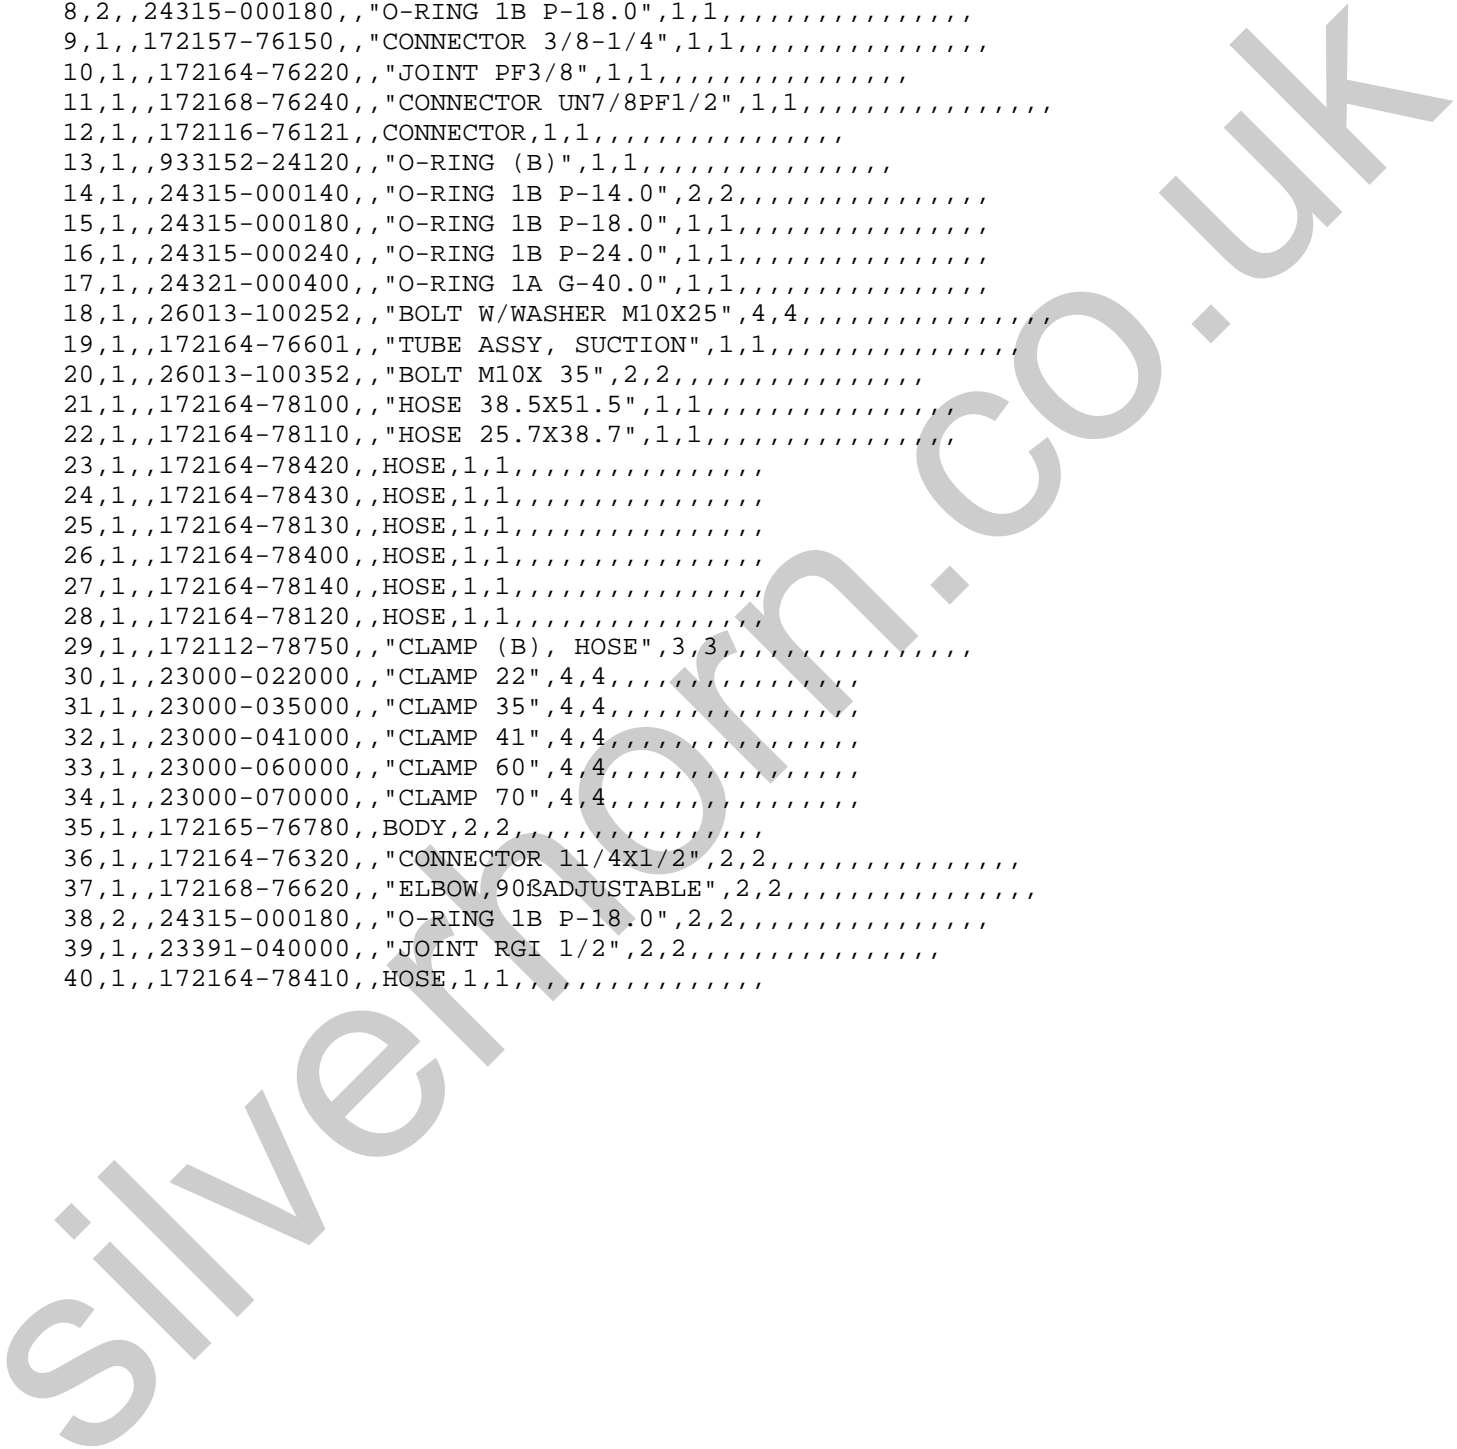 8,2,,24315-000180,,"O-RING 1B P-18.0",1,1,,,,,,,,,,,,,,,,
9,1,,172157-76150,,"CONNECTOR 3/8-1/4",1,1,,,,,,,,,,,,,,,,
10,1,,172164-76220,,"JOINT PF3/8",1,1,,,,,,,,,,,,,,,,
11,1,,172168-76240,,"CONNECTOR UN7/8PF1/2",1,1,,,,,,,,,,,,,,,,
12,1,,172116-76121,,CONNECTOR,1,1,,,,,,,,,,,,,,,,
13,1,,933152-24120,,"O-RING (B)",1,1,,,,,,,,,,,,,,,,
14,1,,24315-000140,,"O-RING 1B P-14.0",2,2,,,,,,,,,,,,,,,,
15,1,,24315-000180,,"O-RING 1B P-18.0",1,1,,,,,,,,,,,,,,,,
16,1,,24315-000240,,"O-RING 1B P-24.0",1,1,,,,,,,,,,,,,,,,
17,1,,24321-000400,,"O-RING 1A G-40.0",1,1,,,,,,,,,,,,,,,,
18,1,,26013-100252,,"BOLT W/WASHER M10X25",4,4,,,,,,,,,,,,,,,,
19,1,,172164-76601,,"TUBE ASSY, SUCTION",1,1,,,,,,,,,,,,,,,,
20,1,,26013-100352,,"BOLT M10X 35",2,2,,,,,,,,,,,,,,,,
21,1,,172164-78100,,"HOSE 38.5X51.5",1,1,,,,,,,,,,,,,,,,
22,1,,172164-78110,,"HOSE 25.7X38.7",1,1,,,,,,,,,,,,,,,,
23,1,,172164-78420,,HOSE,1,1,,,,,,,,,,,,,,,,
24,1,,172164-78430,,HOSE,1,1,,,,,,,,,,,,,,,,
25,1,,172164-78130,,HOSE,1,1,,,,,,,,,,,,,,,,
26,1,,172164-78400,,HOSE,1,1,,,,,,,,,,,,,,,,
27,1,,172164-78140,,HOSE,1,1,,,,,,,,,,,,,,,,
28,1,,172164-78120,,HOSE,1,1,,,,,,,,,,,,,,,,
29,1,,172112-78750,,"CLAMP (B), HOSE",3,3,,,,,,,,,,,,,,,,
30,1,,23000-022000,,"CLAMP 22",4,4,,,,,,,,,,,,,,,,
31,1,,23000-035000,,"CLAMP 35",4,4,,,,,,,,,,,,,,,,
32,1,,23000-041000,,"CLAMP 41",4,4,,,,,,,,,,,,,,,,
33,1,,23000-060000,,"CLAMP 60",4,4,,,,,,,,,,,,,,,,
34,1,,23000-070000,,"CLAMP 70",4,4,,,,,,,,,,,,,,,,
35,1,,172165-76780,,BODY,2,2,,,,,,,,,,,,,,,,
36,1,,172164-76320,,"CONNECTOR 11/4X1/2",2,2,,,,,,,,,,,,,,,,
37,1,,172168-76620,,"ELBOW,90ßADJUSTABLE",2,2,,,,,,,,,,,,,,,,
38,2,,24315-000180,,"O-RING 1B P-18.0",2,2,,,,,,,,,,,,,,,,
39,1,,23391-040000,,"JOINT RGI 1/2",2,2,,,,,,,,,,,,,,,,
40,1,,172164-78410,,HOSE,1,1,,,,,,,,,,,,,,,,
silverhorn.co.uk